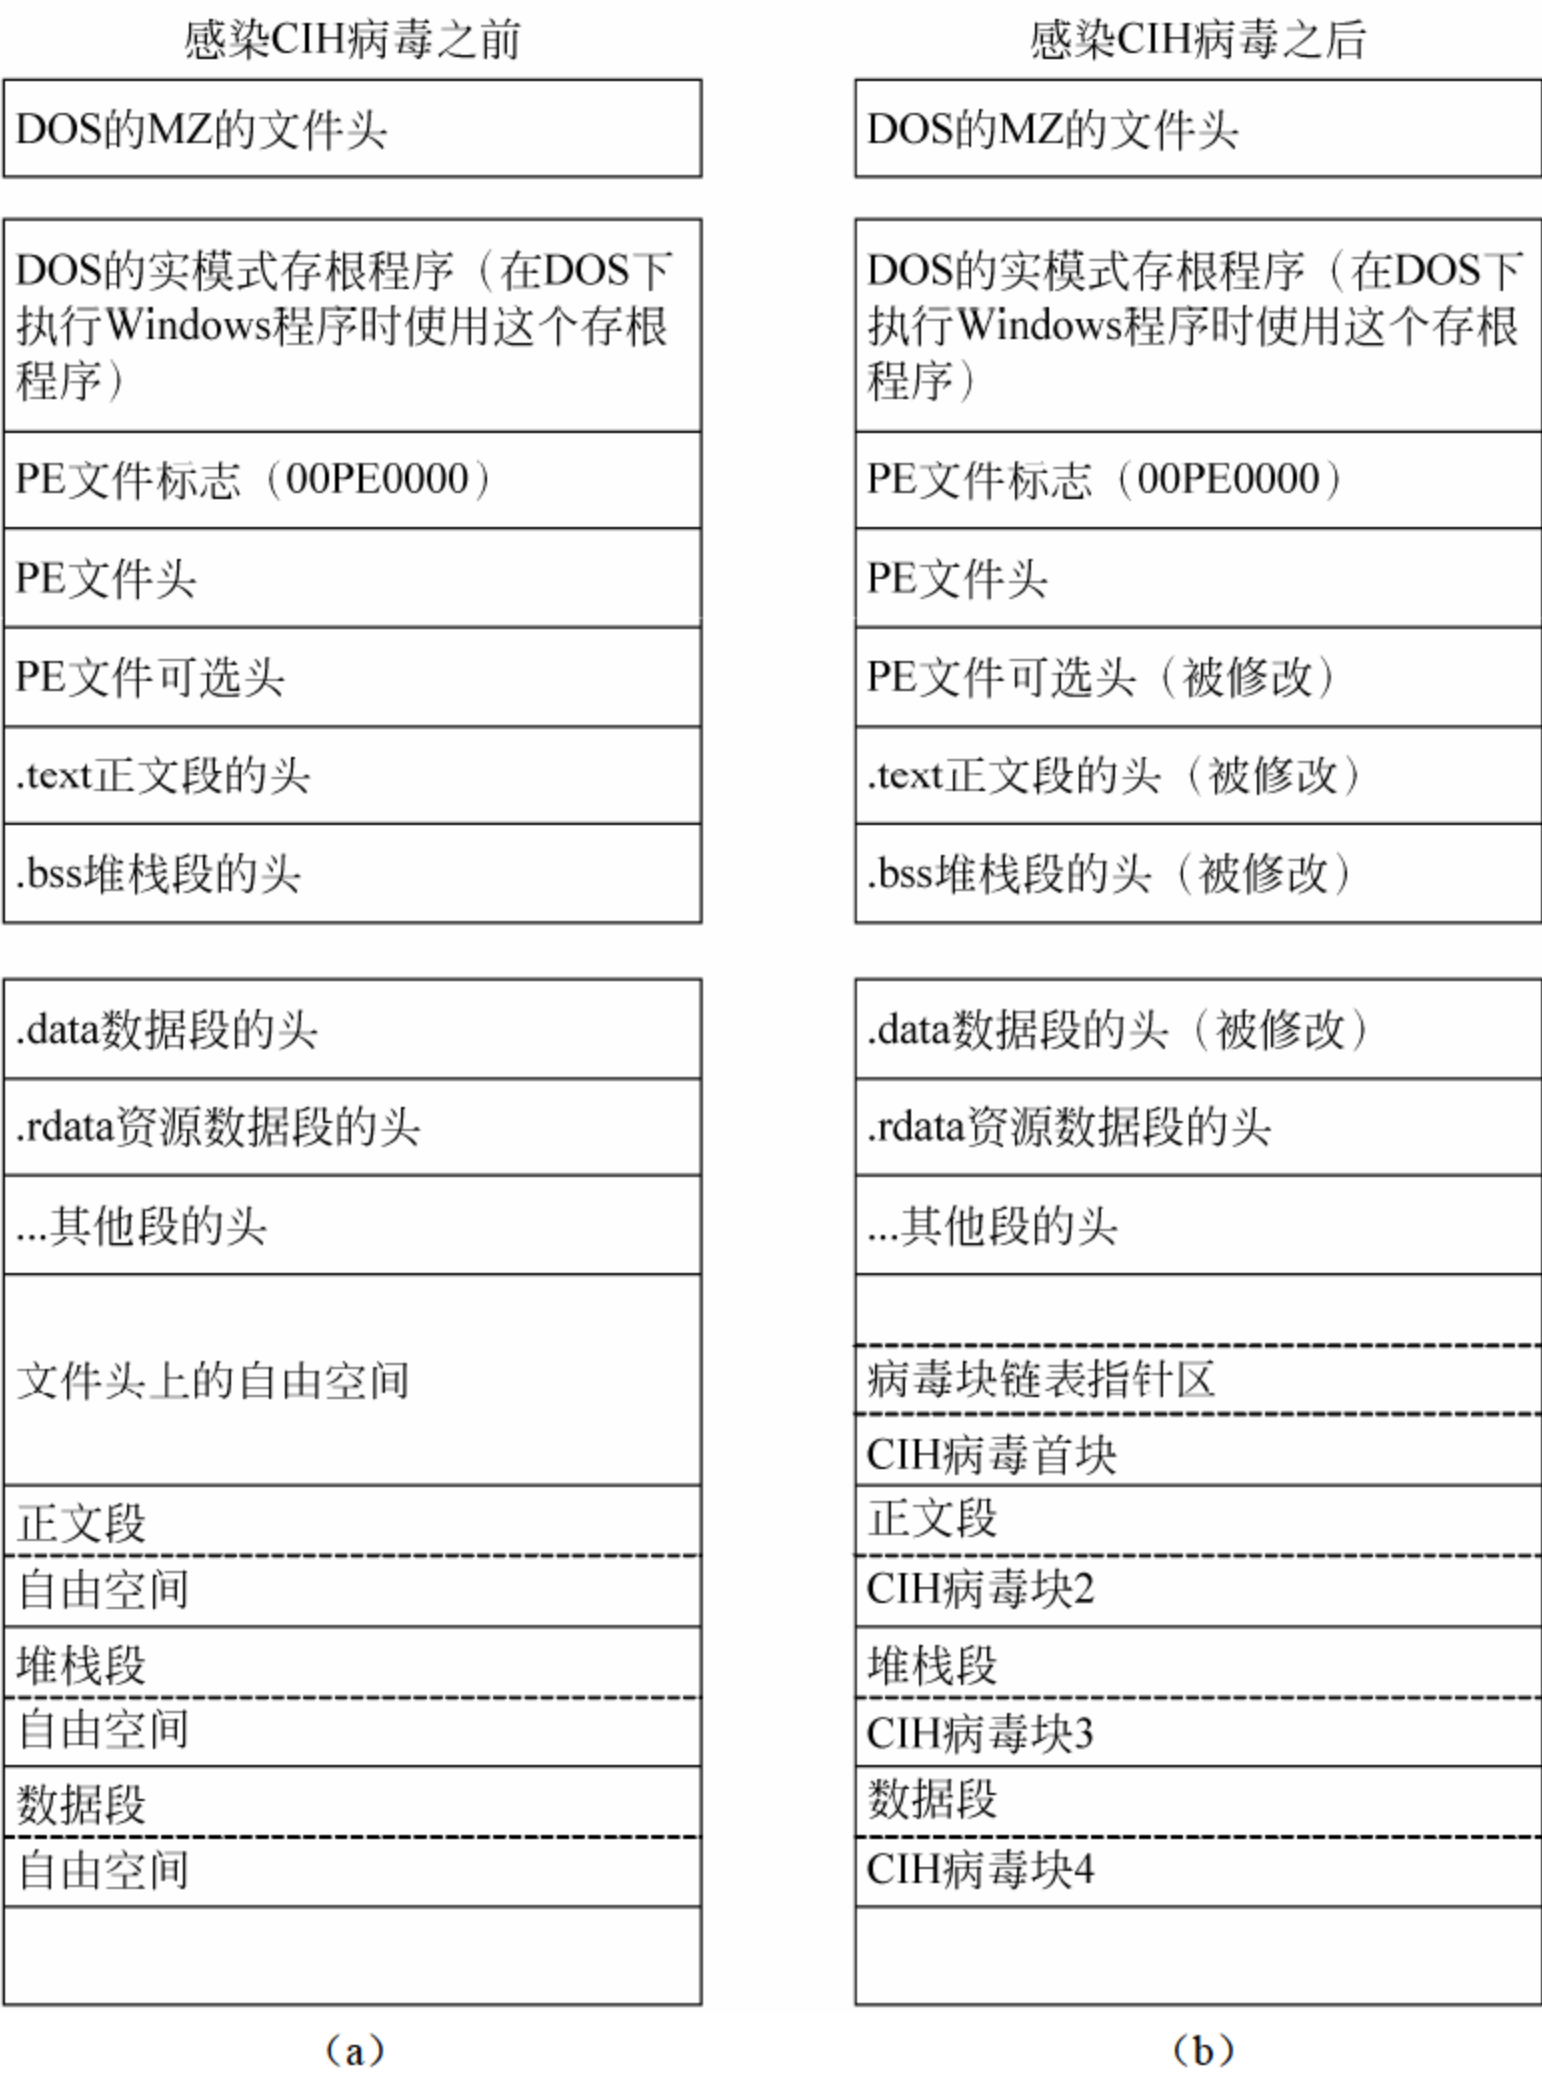 感染CIH病毒之前
DOS的MZ的文件头
DOS的实模式存根程序（在DOS下
执行Windows程序时使用这个存根
程序）
PE文件标志（00PE0000）
PE文件头
PE文件可选头
.text正文段的头
.bss堆栈段的头
.data数据段的头
.rdata资源数据段的头
...其他段的头
文件头上的自由空间
正文段
自由空间
堆栈段
自由空间
数据段
自由空间
（a）
感染CIH病毒之后
DOS的MZ的文件头
DOS的实模式存根程序（在DOS下
执行Windows程序时使用这个存根
程序）
PE文件标志（00PE0000）
PE文件头
PE文件可选头（被修改）
.text正文段的头（被修改）
.bss堆栈段的头（被修改）
.data数据段的头（被修改）
.rdata资源数据段的头
...其他段的头
病毒块链表指针区
CIH病毒首块
正文段
CIH病毒块2
堆栈段
CIH病毒块3
数据段
CIH病毒块4
（b）